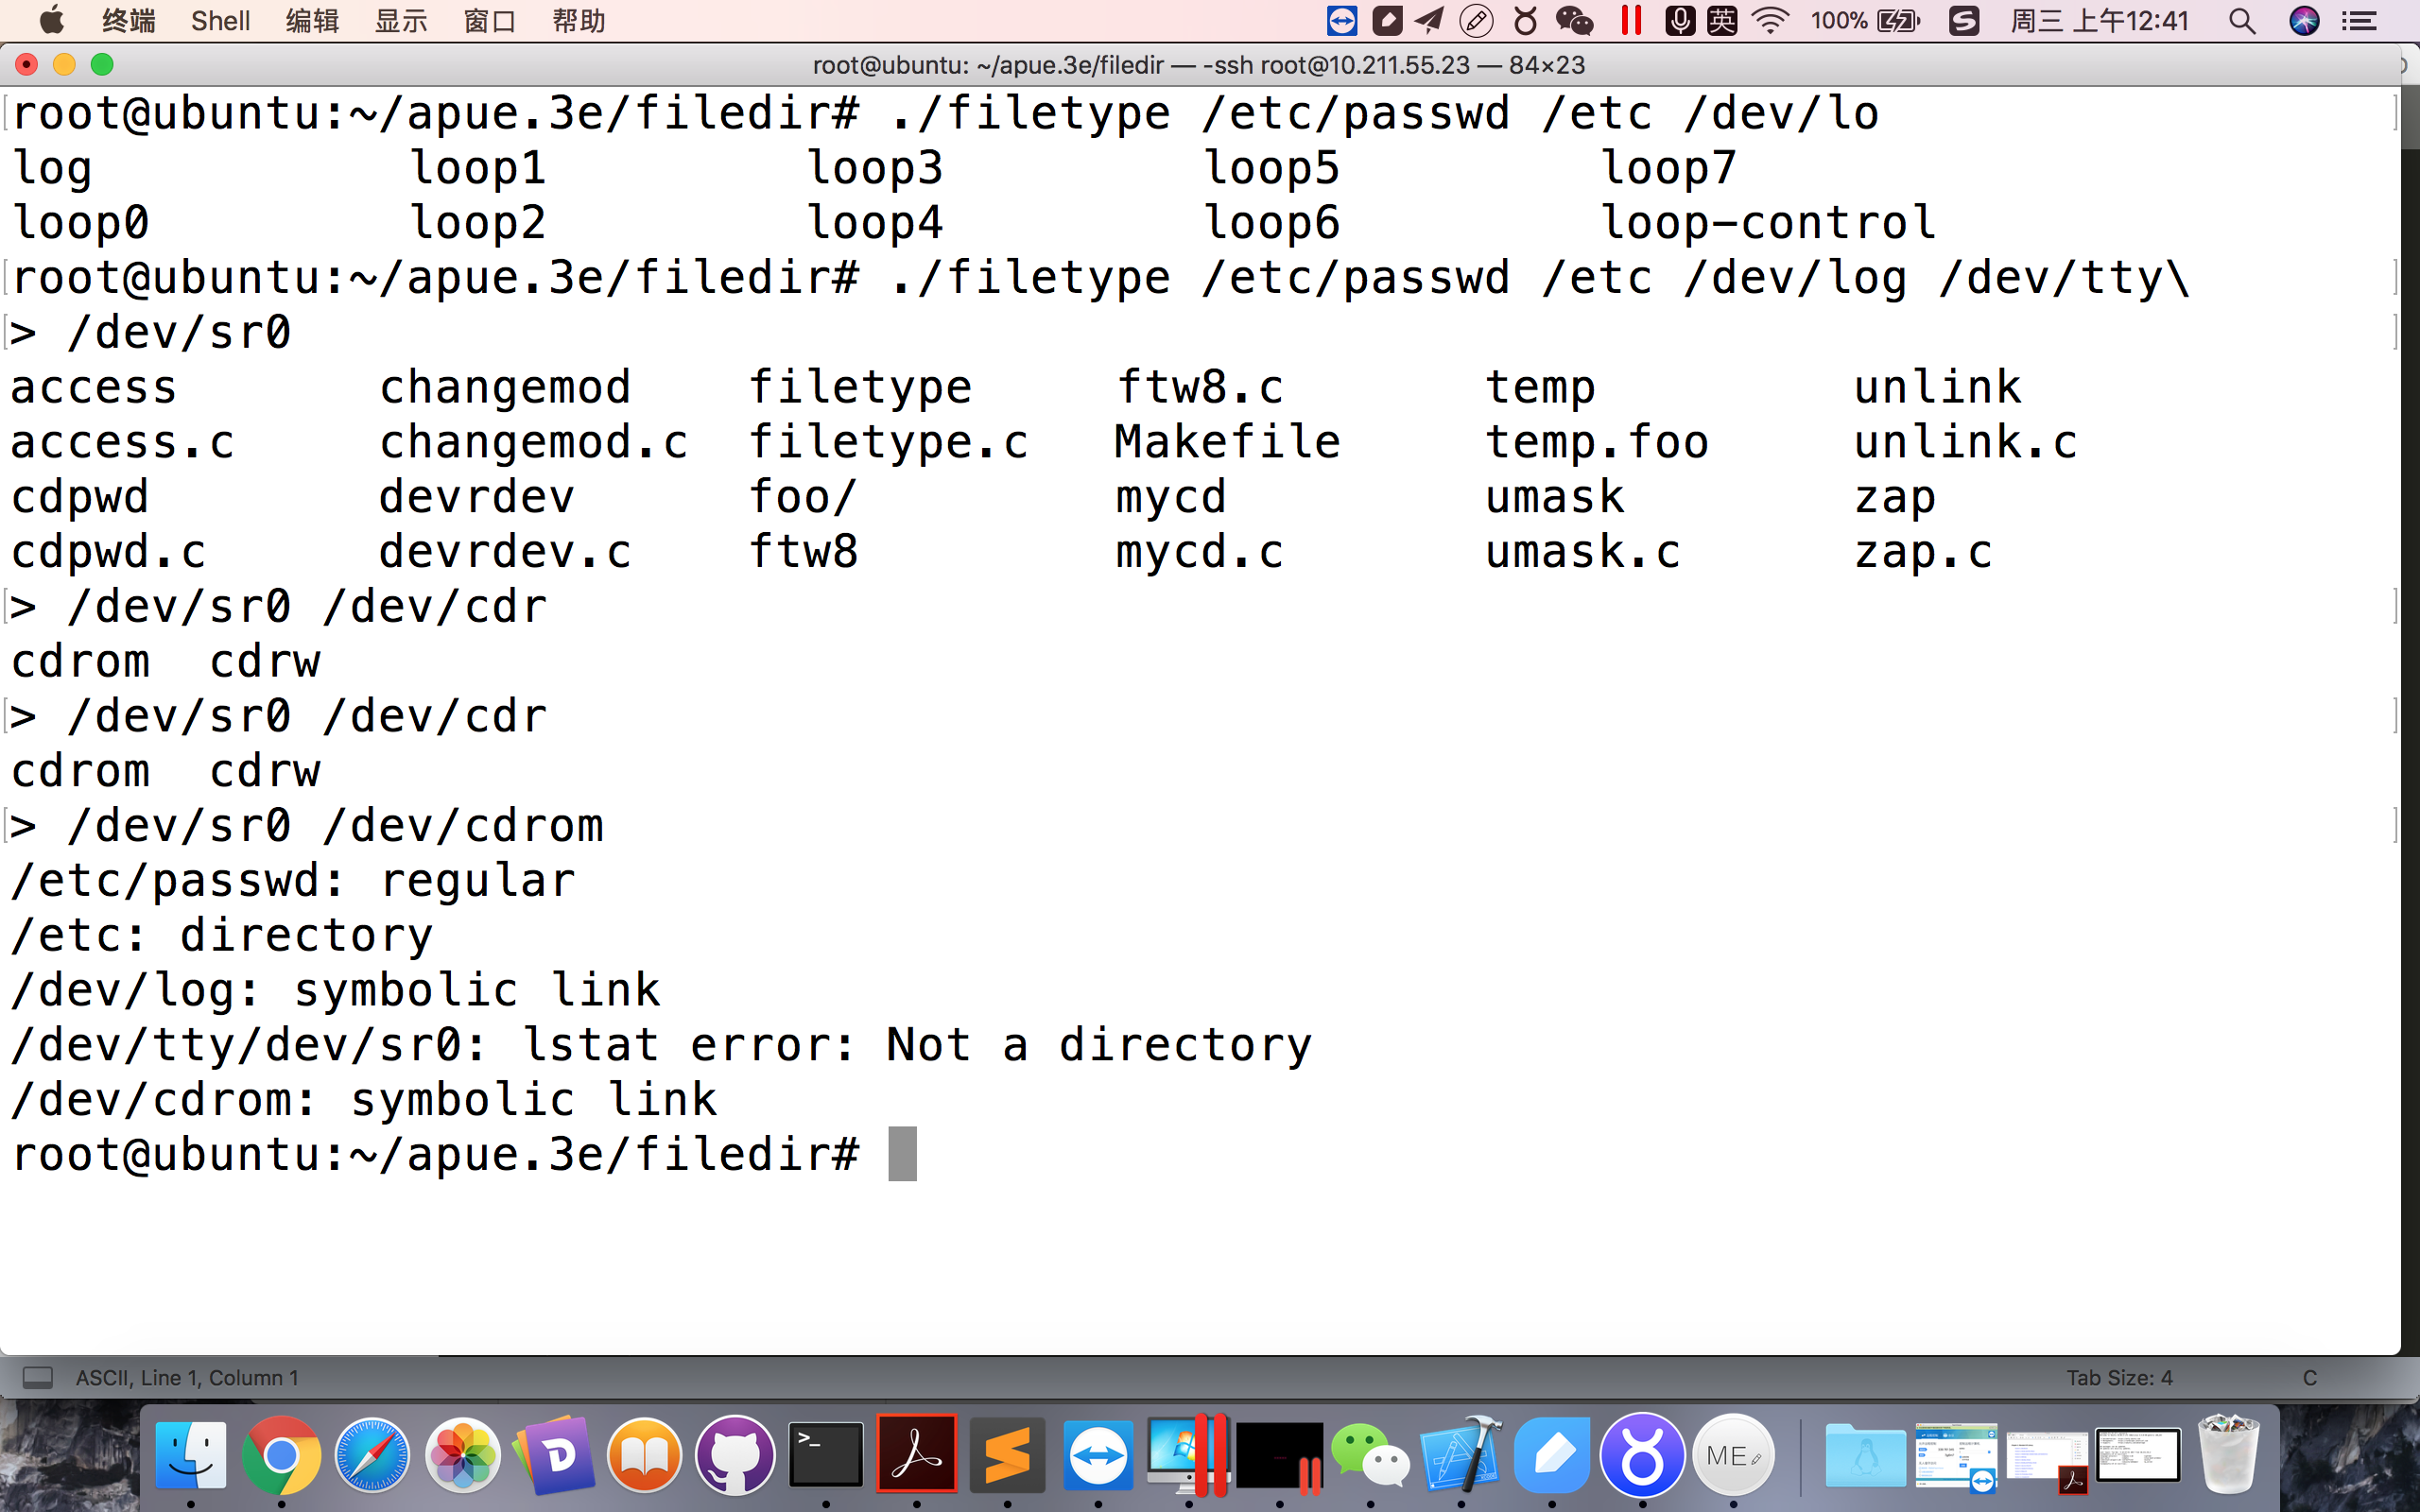 终端 Shell 编辑 显示 窗口 帮助 英 100% 周三 上午12:41
root@ubuntu: ~/apue.3e/filedir — -ssh root@10.211.55.23 — 84×23
root@ubuntu:~/apue.3e/filedir# ./filetype /etc/passwd /etc /dev/lo
log loop1 loop3 loop5 loop7
loop0 loop2 loop4 loop6 loop-control
root@ubuntu:~/apue.3e/filedir# ./filetype /etc/passwd /etc /dev/log /dev/tty\
> /dev/sr0
access changemod filetype ftw8.c temp unlink
access.c changemod.c filetype.c Makefile temp.foo unlink.c
cdpwd devrdev foo/ mycd umask zap
cdpwd.c devrdev.c ftw8 mycd.c umask.c zap.c
> /dev/sr0 /dev/cdr
cdrom cdrw
> /dev/sr0 /dev/cdr
cdrom cdrw
> /dev/sr0 /dev/cdrom
/etc/passwd: regular
/etc: directory
/dev/log: symbolic link
/dev/tty/dev/sr0: lstat error: Not a directory
/dev/cdrom: symbolic link
root@ubuntu:~/apue.3e/filedir#
ASCII, Line 1, Column 1 Tab Size: 4 C
ME